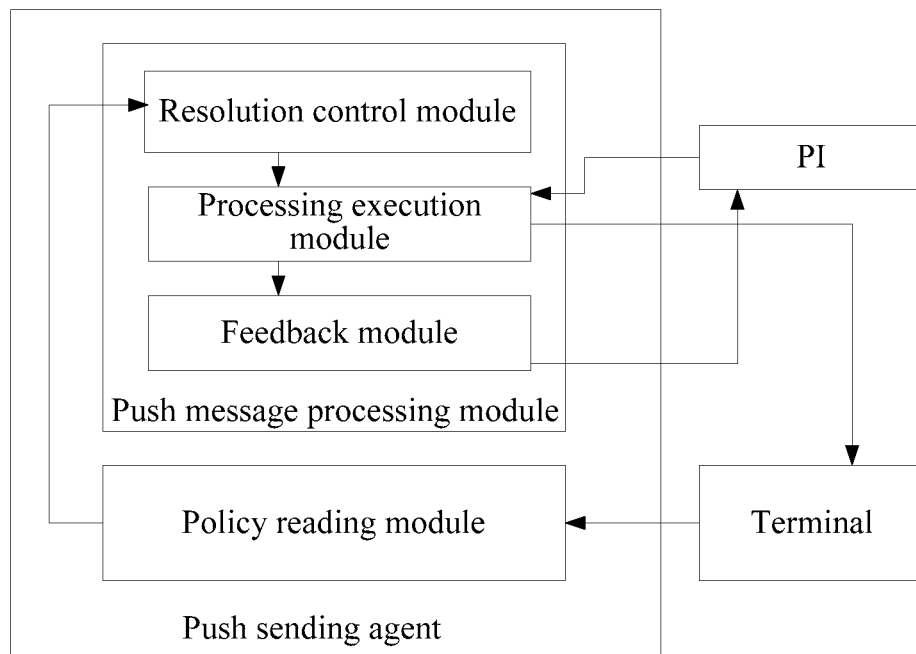 Resolution control module
PI
Processing execution
module
Feedback module
Push message processing module
Policy reading module
Terminal
Push sending agent